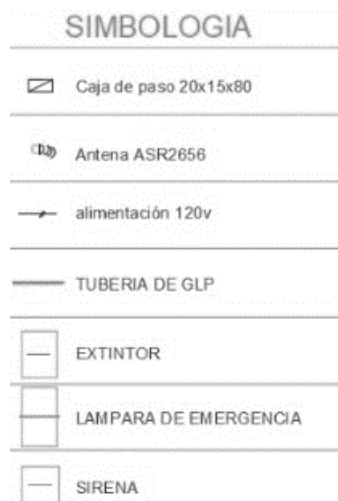 SIMBOLOGIA
Caja de paso 20x15x80
Antena ASR2656
alimentación 120v
TUBERIA DE GLP
EXTINTOR
LAMPARA DE EMERGENCIA
SIRENA